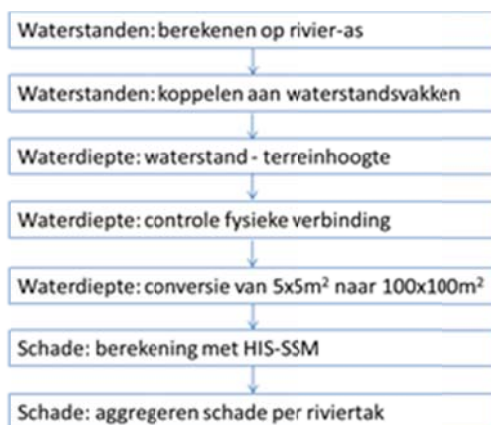 Waterstanden: berekenen op rivier-as
Waterstanden: koppelen aan waterstandsvakken
Waterdiepte: waterstand - terreinhoogte
Waterdiepte: controle fysieke verbinding
Waterdiepte: conversie van 5x5m² naar 100x100m²
Schade: berekening met HIS-SSM
Schade: aggregeren schade per riviertak